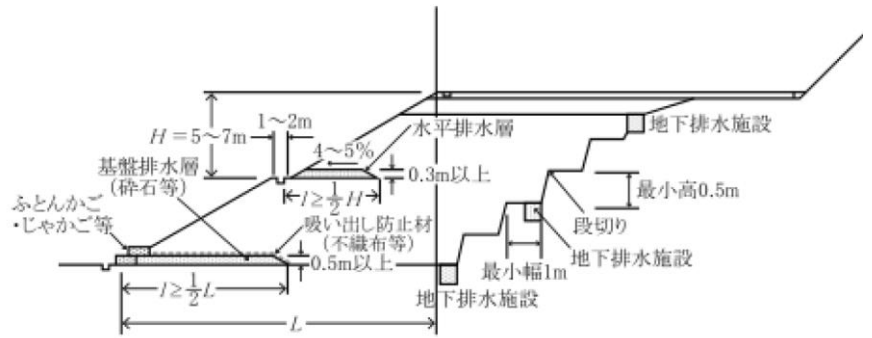 1～2m
H＝5～7m
4～5%
水平排水層
地下排水施設
基盤排水層
(砕石等)
0.3m以上
最小高0.5m
l≥1/2H
ふとんかご
・じゃかご等
吸い出し防止材
(不織布等)
段切り
0.5m以上
地下排水施設
最小幅1m
l≥1/2L
地下排水施設
L